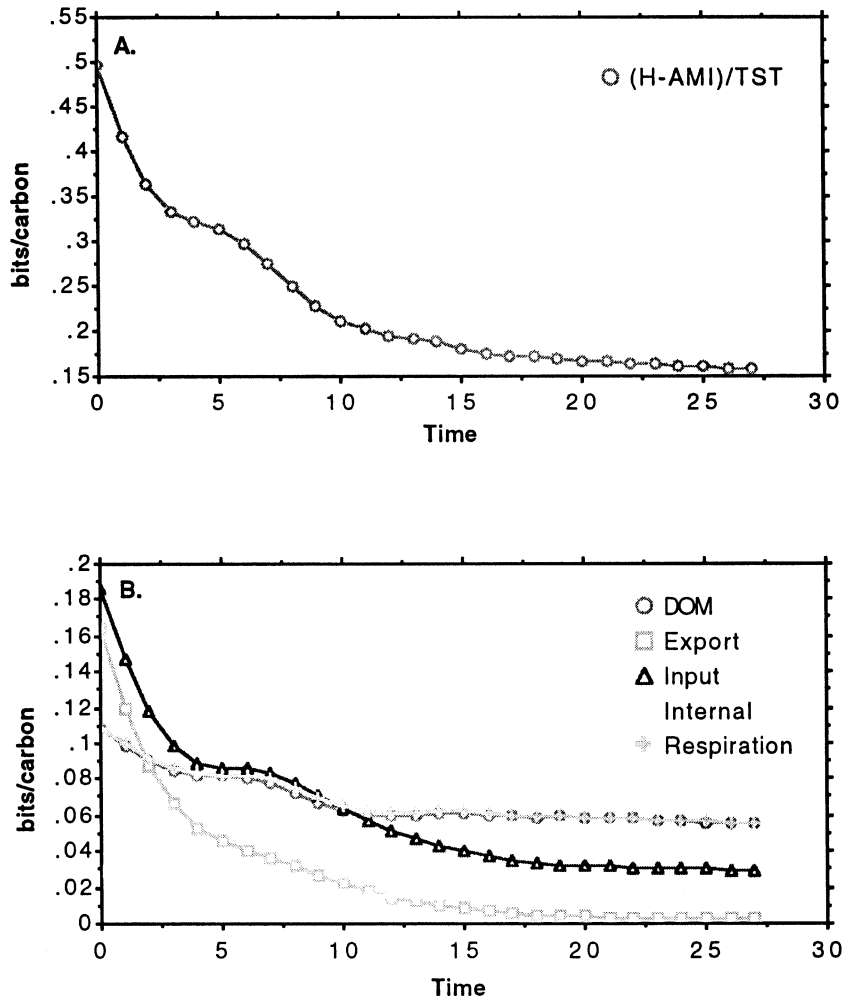 A.
(H-AMI)/TST
.55
.5
.45
.4
.35
.3
.25
.2
.15
bits/carbon
0 5 10 15 20 25 30
Time
B.
DOM
Export
Input
Internal
Respiration
.2
.18
.16
.14
.12
.1
.08
.06
.04
.02
0
bits/carbon
0 5 10 15 20 25 30
Time